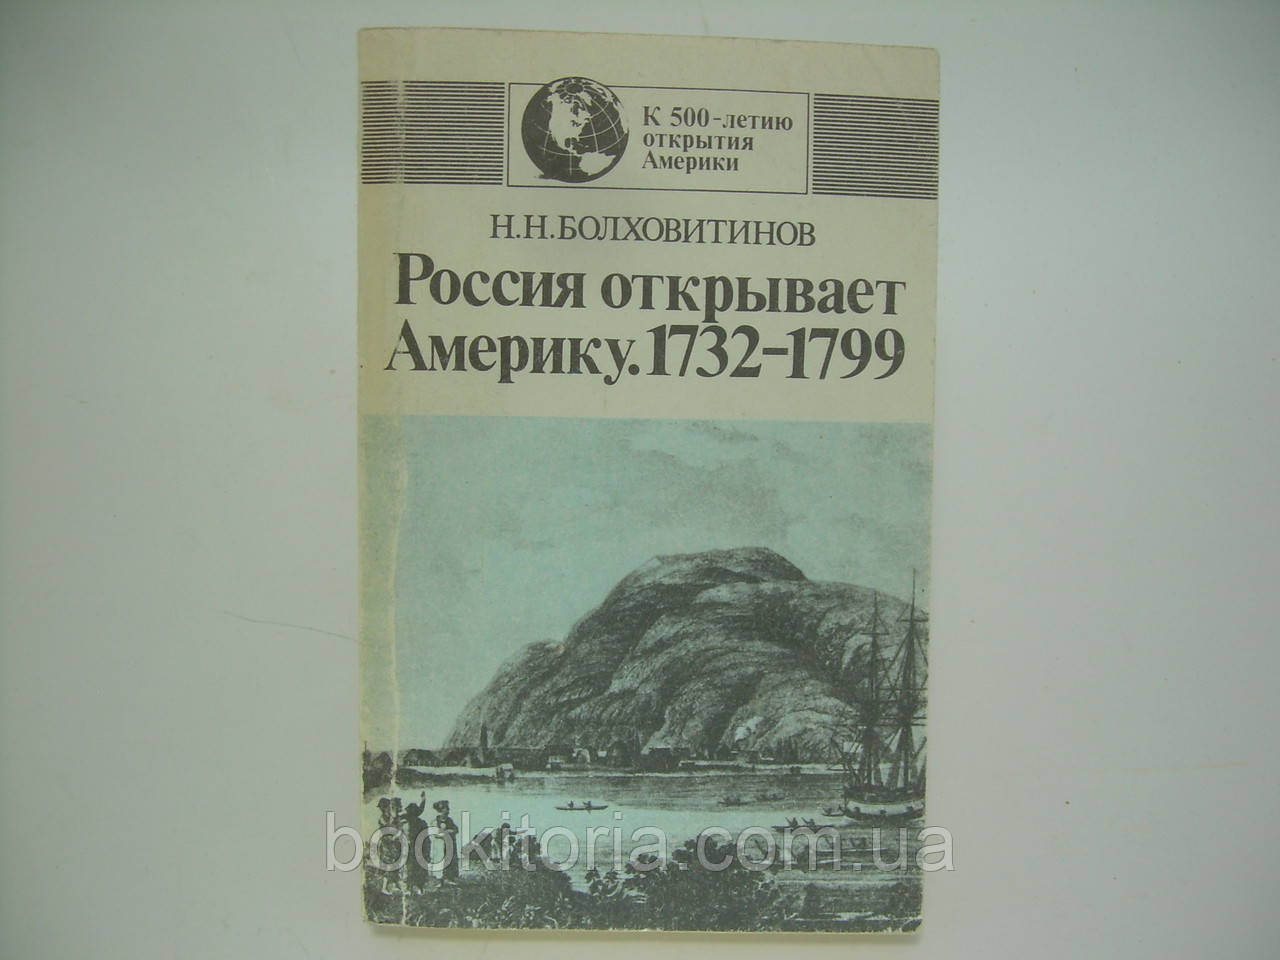 К 500-летию
открытия
Америки
Н.Н.БОЛХОВИТИНОВ
Россия открывает
Америку.1732-1799
bookitoria.com.ua